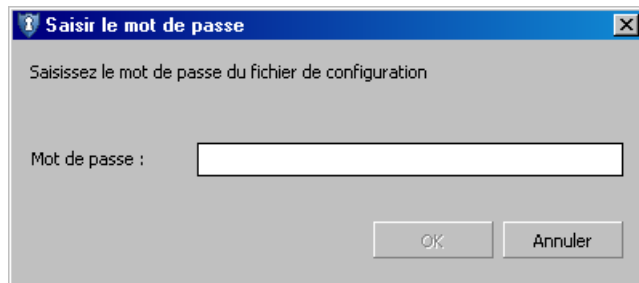 Saisir le mot de passe
Saisissez le mot de passe du fichier de configuration
Mot de passe :
OK
Annuler